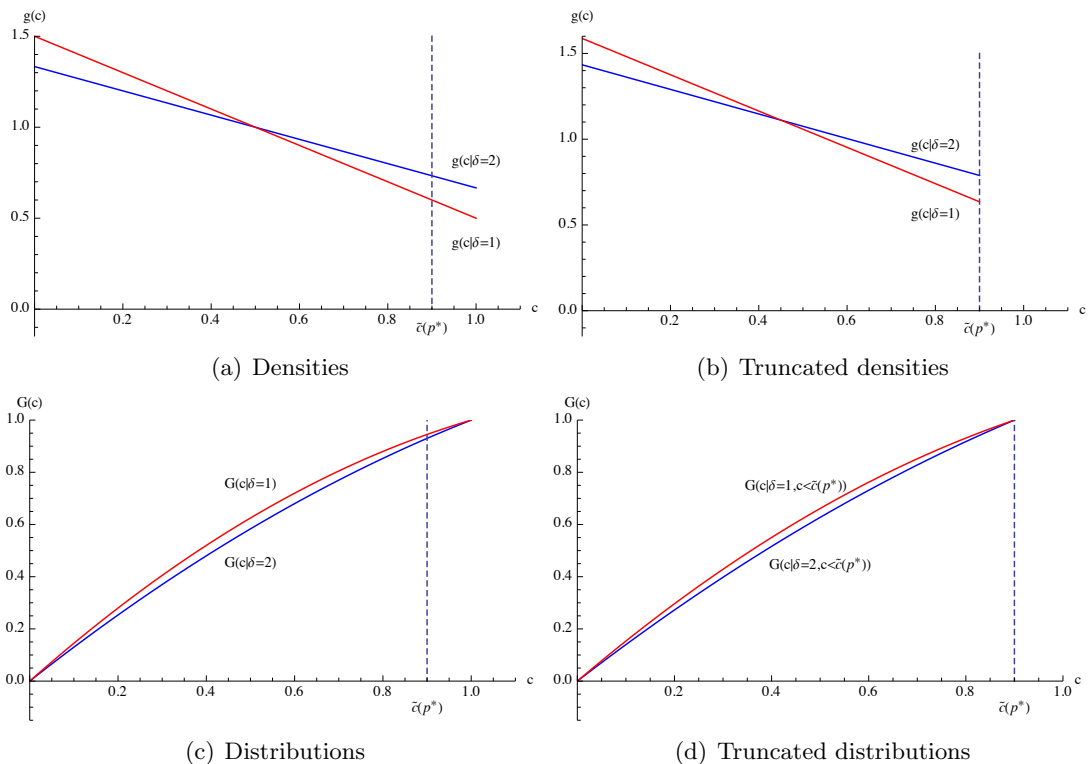 g(c)
1.5
1.0
0.5
0.0
g(c|δ=2)
g(c|δ=1)
0.2 0.4 0.6 0.8 1.0 c
c̃(p*)
(a) Densities
g(c)
1.5
1.0
0.5
0.0
g(c|δ=2)
g(c|δ=1)
0.2 0.4 0.6 0.8 1.0 c
c̃(p*)
(b) Truncated densities
G(c)
1.0
0.8
0.6
0.4
0.2
0.0
G(c|δ=1)
G(c|δ=2)
0.2 0.4 0.6 0.8 1.0 c
c̃(p*)
(c) Distributions
G(c)
1.0
0.8
0.6
0.4
0.2
0.0
G(c|δ=1,c<c̃(p*))
G(c|δ=2,c<c̃(p*))
0.2 0.4 0.6 0.8 1.0 c
c̃(p*)
(d) Truncated distributions